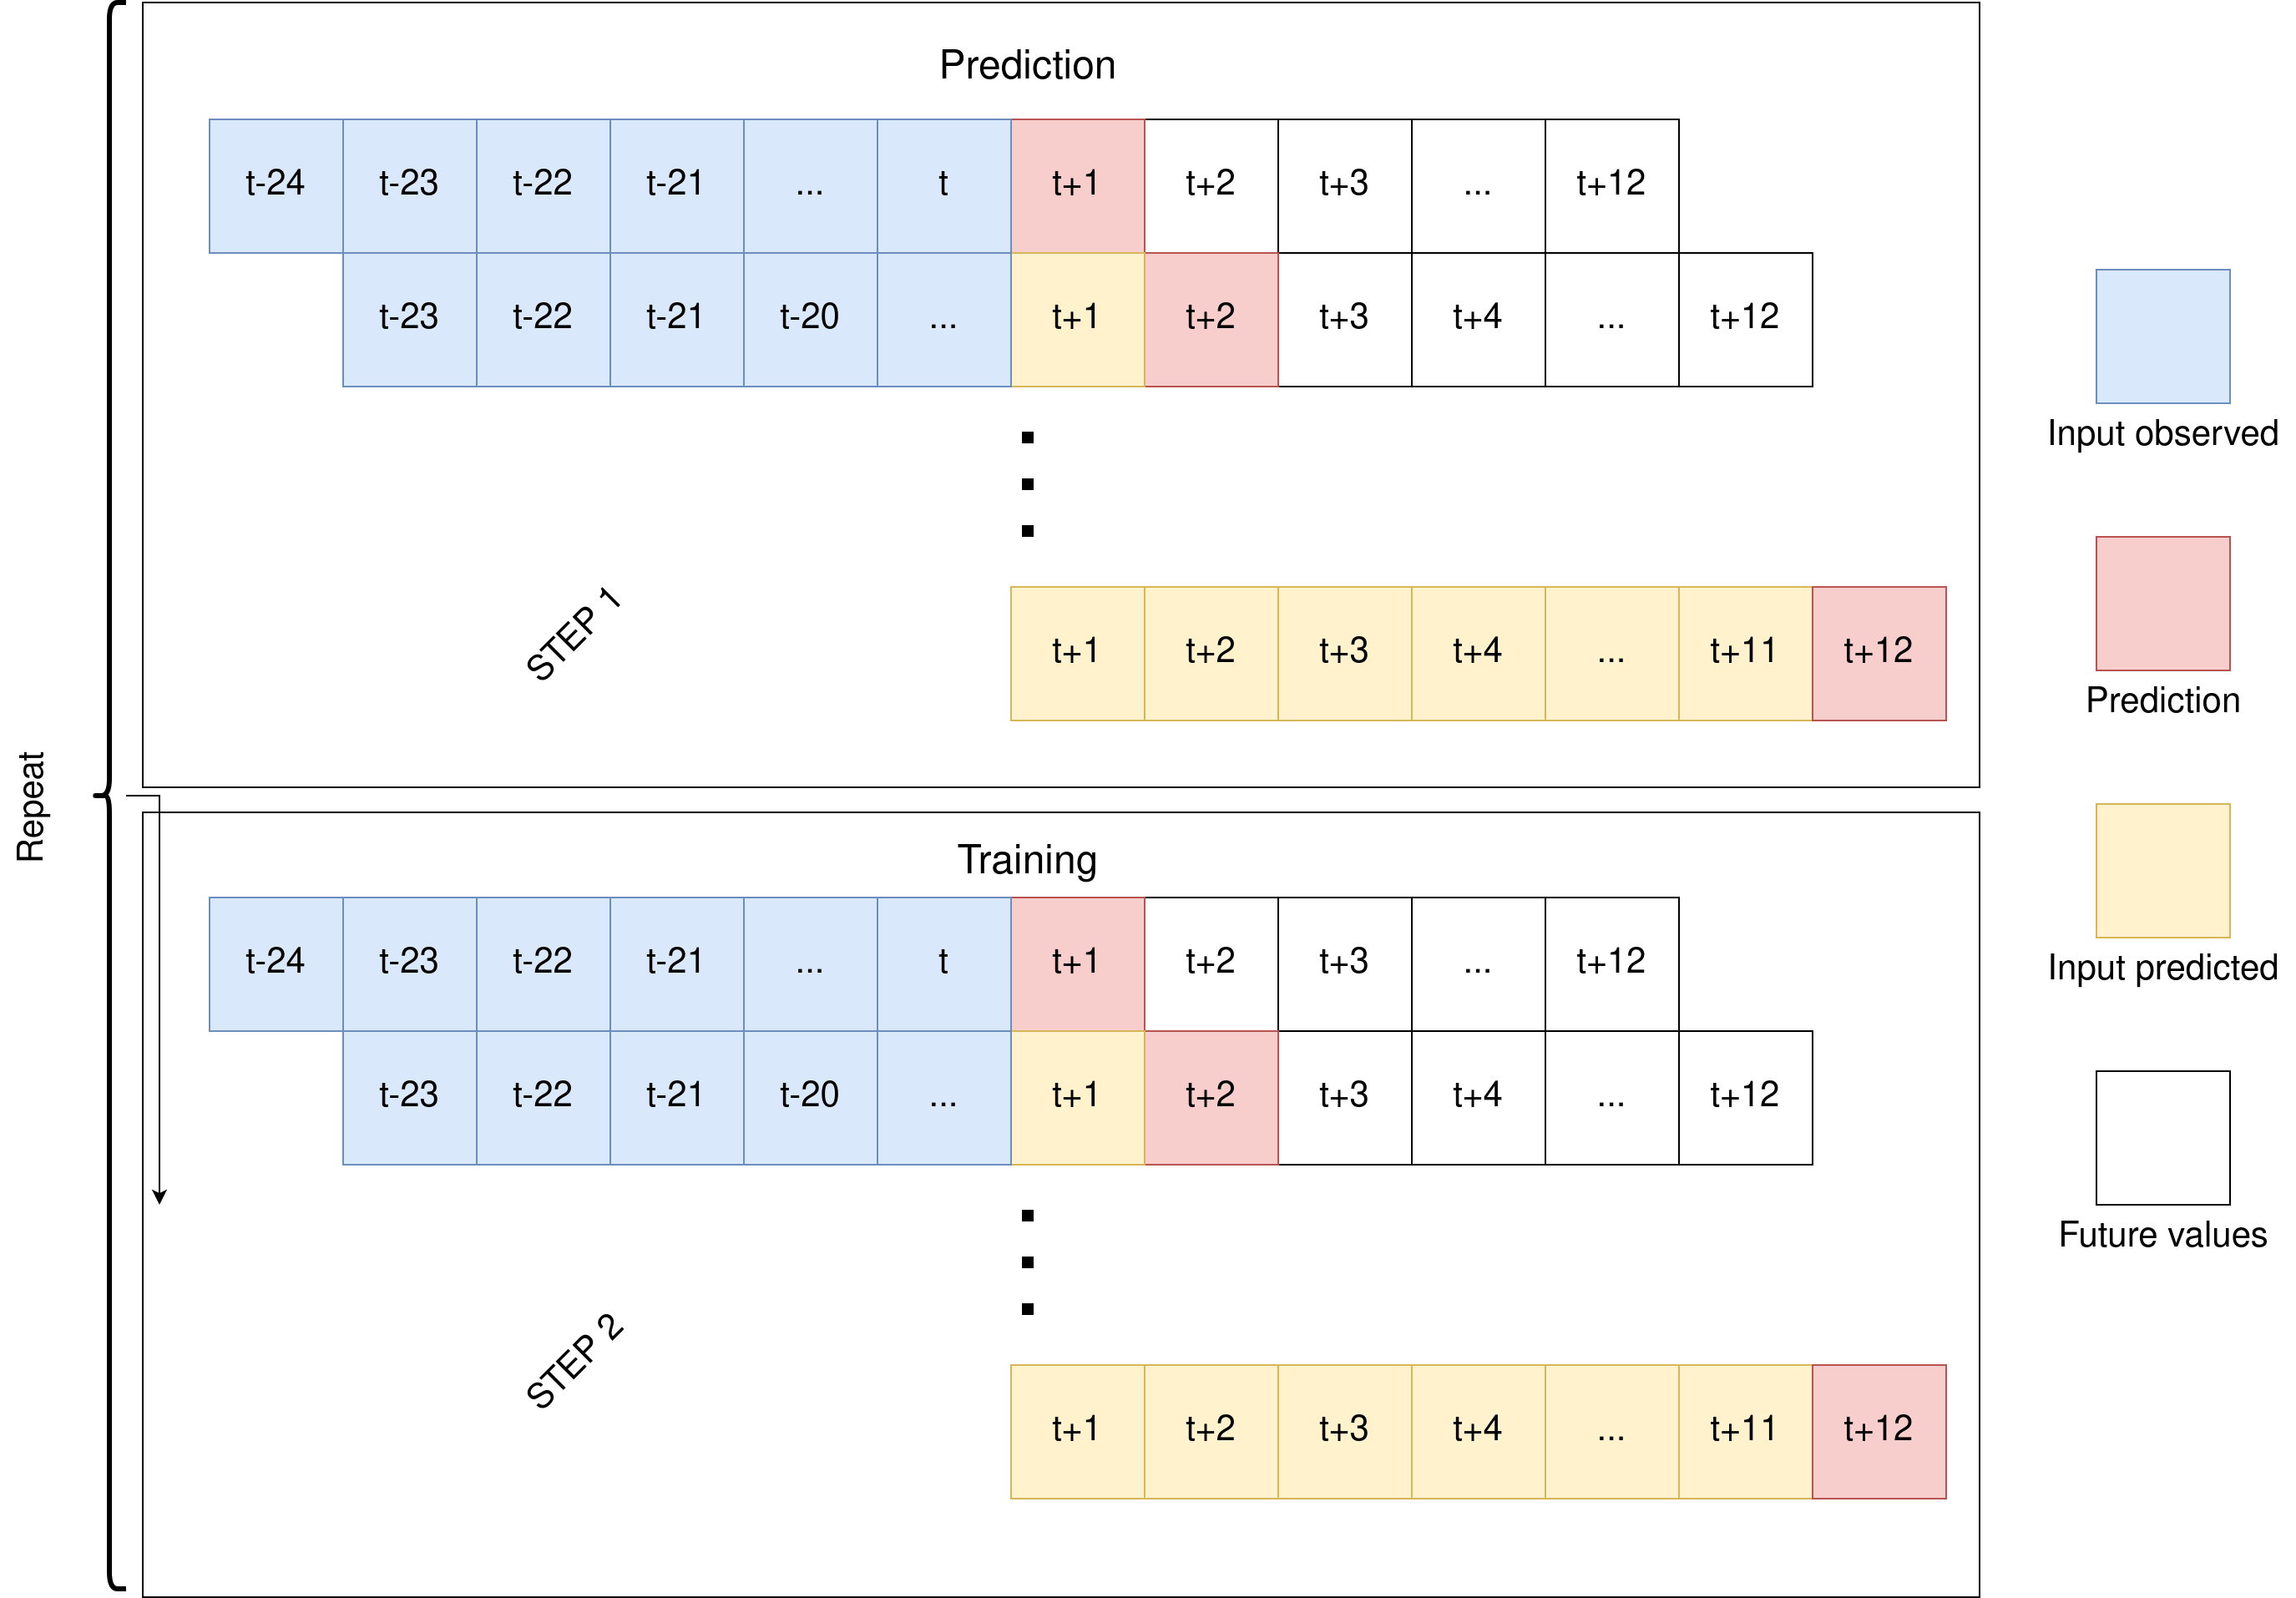 Prediction
t-24 t-23 t-22 t-21 ... t t+1 t+2 t+3 ... t+12
t-23 t-22 t-21 t-20 ... t+1 t+2 t+3 t+4 ... t+12
STEP 1
t+1 t+2 t+3 t+4 ... t+11 t+12
Repeat
Training
t-24 t-23 t-22 t-21 ... t t+1 t+2 t+3 ... t+12
t-23 t-22 t-21 t-20 ... t+1 t+2 t+3 t+4 ... t+12
STEP 2
t+1 t+2 t+3 t+4 ... t+11 t+12
Input observed
Prediction
Input predicted
Future values